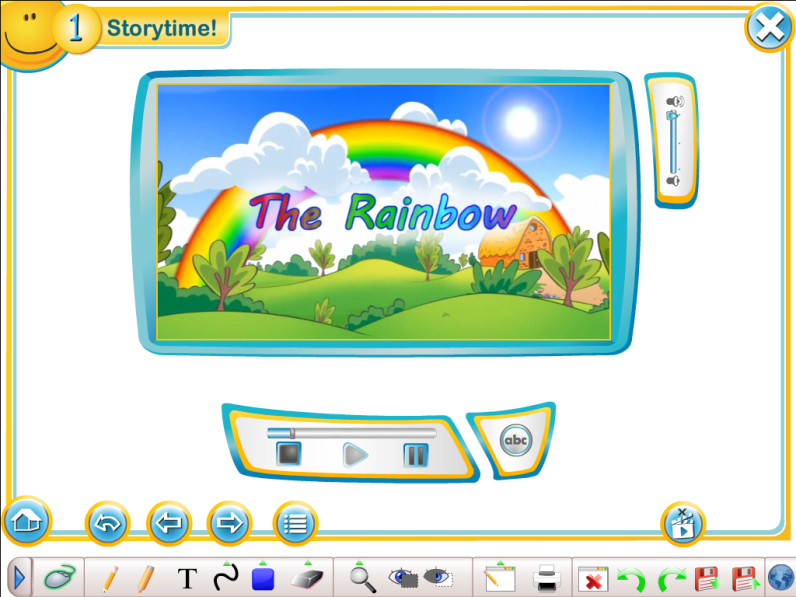 1 Storytime!
The Rainbow
abc
T